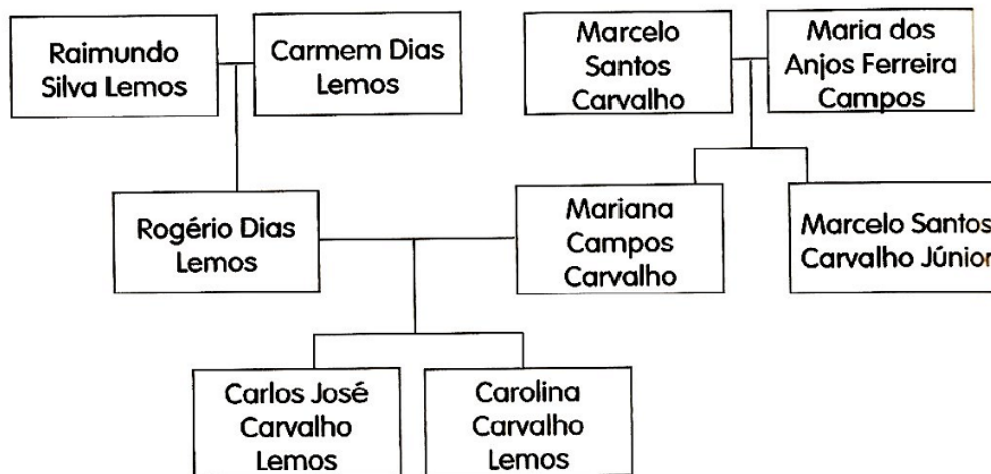 Raimundo
Silva Lemos
Carmem Dias
Lemos
Marcelo
Santos
Carvalho
Maria dos
Anjos Ferreira
Campos
Rogério Dias
Lemos
Mariana
Campos
Carvalho
Marcelo Santos
Carvalho Júnior
Carlos José
Carvalho
Lemos
Carolina
Carvalho
Lemos